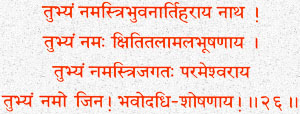 तुभ्यं नमस्त्रिभुवनार्तिहराय नाथ !
तुभ्यं नमः क्षितितलामलभूषणाय ।
तुभ्यं नमस्त्रिजगतः परमेश्वराय
तुभ्यं नमो जिन ! भवोदधि-शोषणाय ! ॥२६॥